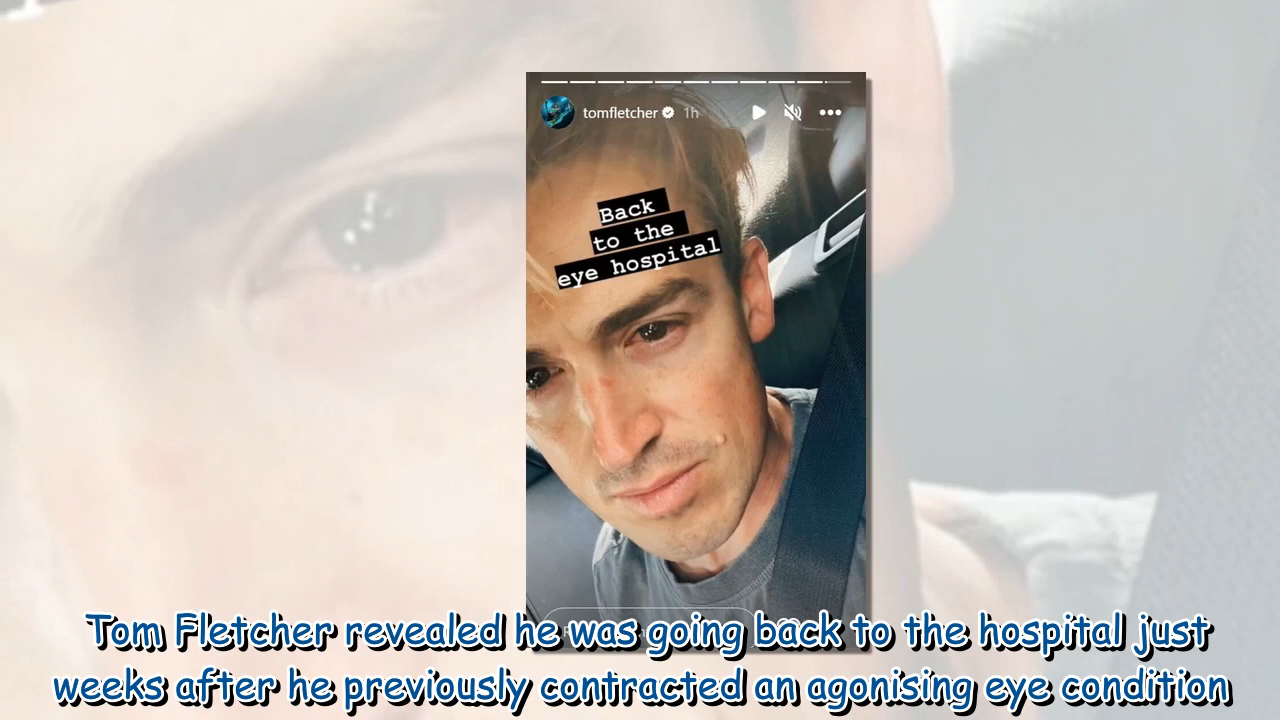 tomfletcher 1h
Back
to the
eye hospital
Tom Fletcher revealed he was going back to the hospital just
weeks after he previously contracted an agonising eye condition